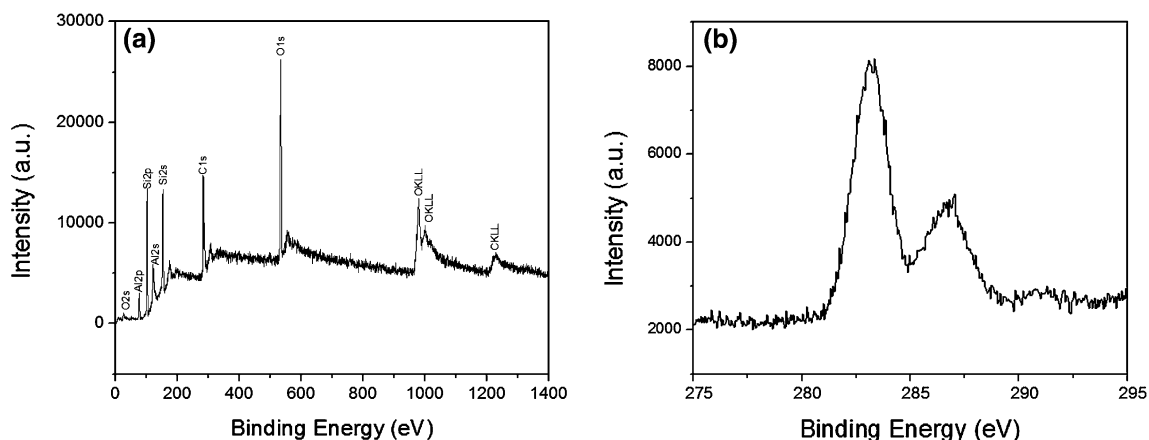 (a)
30000
20000
10000
0
Intensity (a.u.)
O2s
Al2p
Si2p
Al2s
Si2s
C1s
O1s
OKLL
OKLL
CKLL
0 200 400 600 800 1000 1200 1400
Binding Energy (eV)
(b)
8000
6000
4000
2000
Intensity (a.u.)
275 280 285 290 295
Binding Energy (eV)